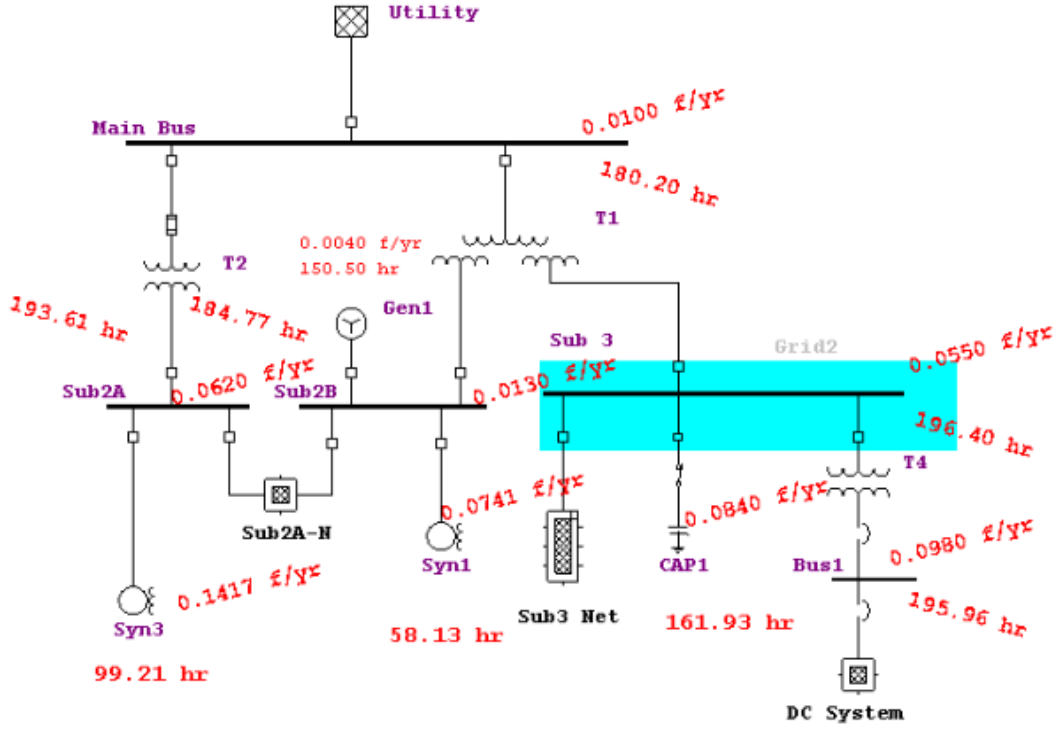 Utility
0.0100 f/yr
Main Bus
180.20 hr
T1
0.0040 f/yr
150.50 hr
T2
193.61 hr
184.77 hr
Gen1
Sub 3
Grid2
0.0550 f/yr
Sub2A
0.0620 f/yr
Sub2B
0.0130 f/yr
196.40 hr
T4
0.0741 f/yr
0.0840 f/yr
Sub2A-N
Syn1
CAP1
Bus1
0.0980 f/yr
0.1417 f/yr
Syn3
58.13 hr
Sub3 Net
161.93 hr
195.96 hr
99.21 hr
DC System